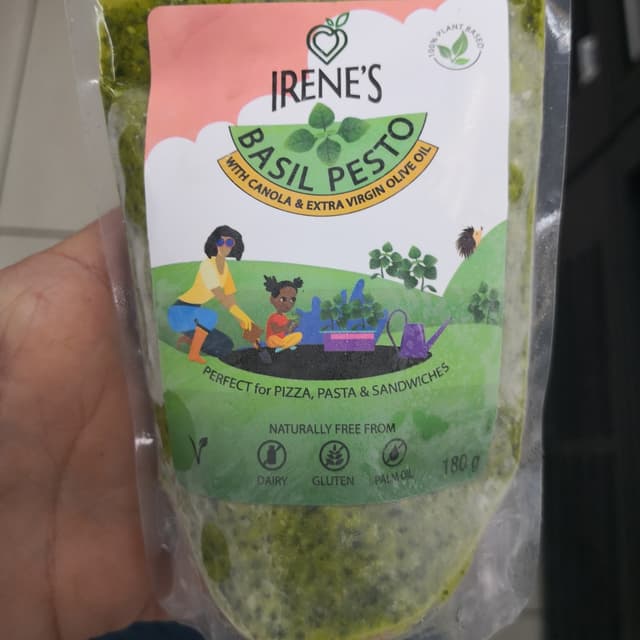 100% PLANT BASED
IRENE'S
BASIL PESTO
WITH CANOLA & EXTRA VIRGIN OLIVE OIL
PERFECT for PIZZA, PASTA & SANDWICHES
NATURALLY FREE FROM
DAIRY GLUTEN PALM OIL
180 g